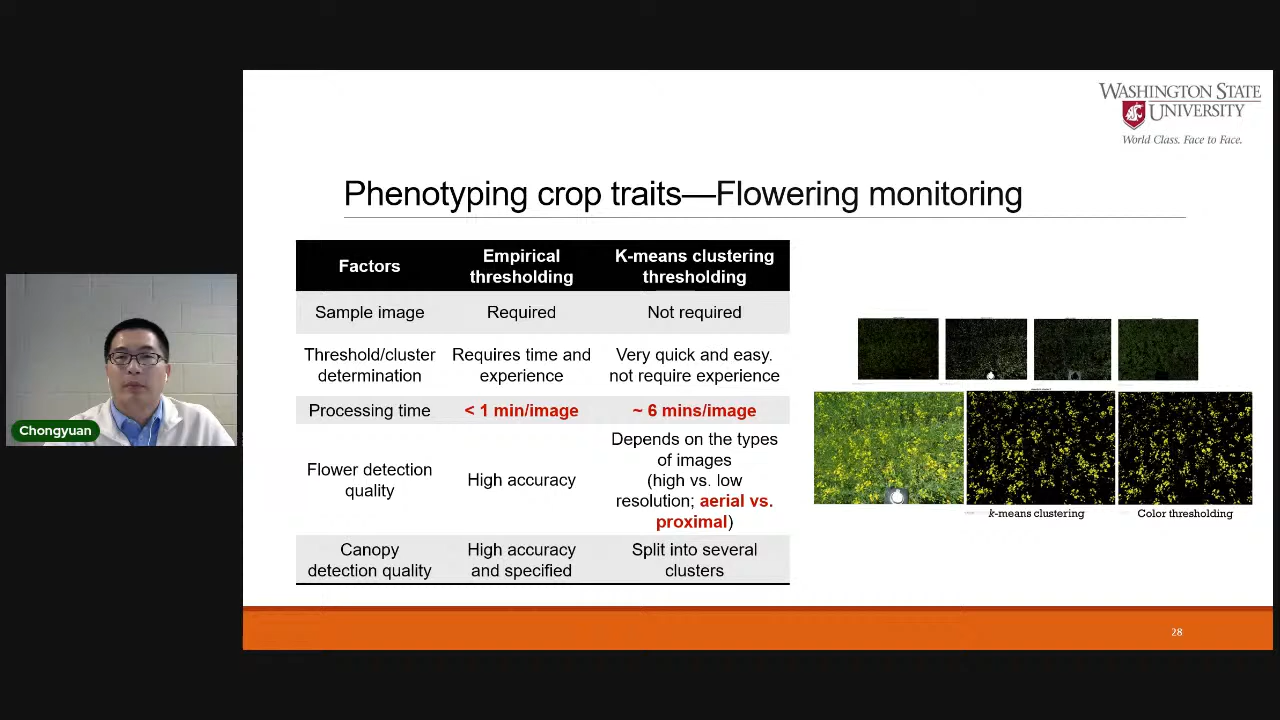 WASHINGTON STATE
UNIVERSITY
World Class. Face to Face.
Phenotyping crop traits—Flowering monitoring
Factors
Empirical
thresholding
K-means clustering
thresholding
Sample image
Required
Not required
Threshold/cluster
determination
Requires time and
experience
Very quick and easy.
not require experience
Processing time
< 1 min/image
~ 6 mins/image
Flower detection
quality
High accuracy
Depends on the types
of images
(high vs. low
resolution; aerial vs.
proximal)
Canopy
detection quality
High accuracy
and specified
Split into several
clusters
k-means clustering
Color thresholding
Chongyuan
28